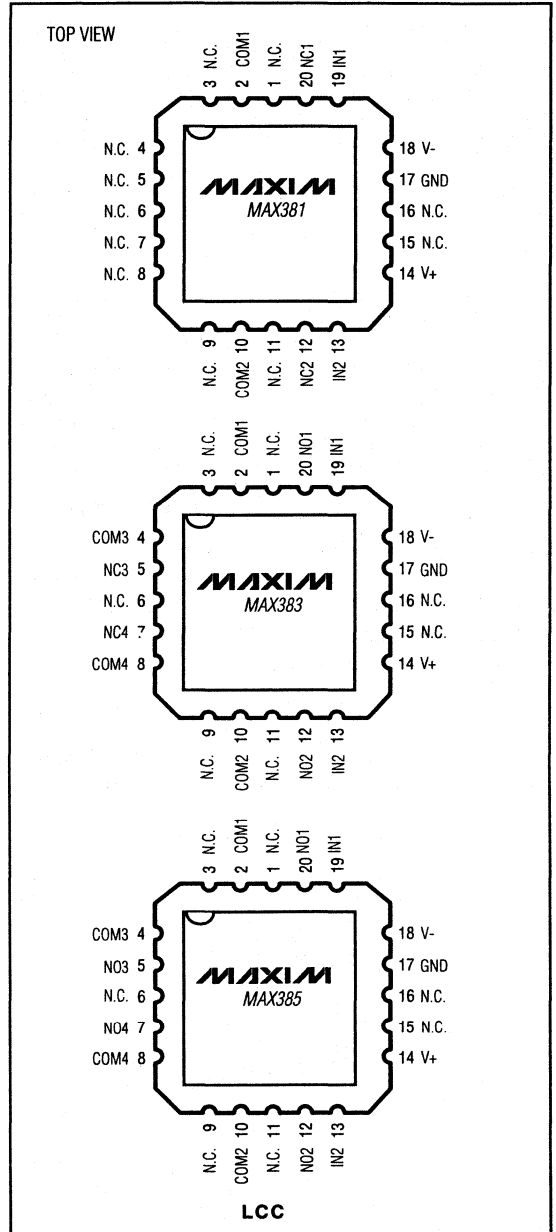 TOP VIEW
3 N.C.
2 COM1
1 N.C.
20 NC1
19 IN1
N.C. 4
N.C. 5
N.C. 6
N.C. 7
N.C. 8
MAXIM
MAX381
18 V-
17 GND
16 N.C.
15 N.C.
14 V+
N.C. 9
COM2 10
N.C. 11
NC2 12
IN2 13
3 N.C.
2 COM1
1 N.C.
20 NO1
19 IN1
COM3 4
NC3 5
N.C. 6
NC4 7
COM4 8
MAXIM
MAX383
18 V-
17 GND
16 N.C.
15 N.C.
14 V+
N.C. 9
COM2 10
N.C. 11
NO2 12
IN2 13
3 N.C.
2 COM1
1 N.C.
20 NO1
19 IN1
COM3 4
NO3 5
N.C. 6
NO4 7
COM4 8
MAXIM
MAX385
18 V-
17 GND
16 N.C.
15 N.C.
14 V+
N.C. 9
COM2 10
N.C. 11
NO2 12
IN2 13
LCC